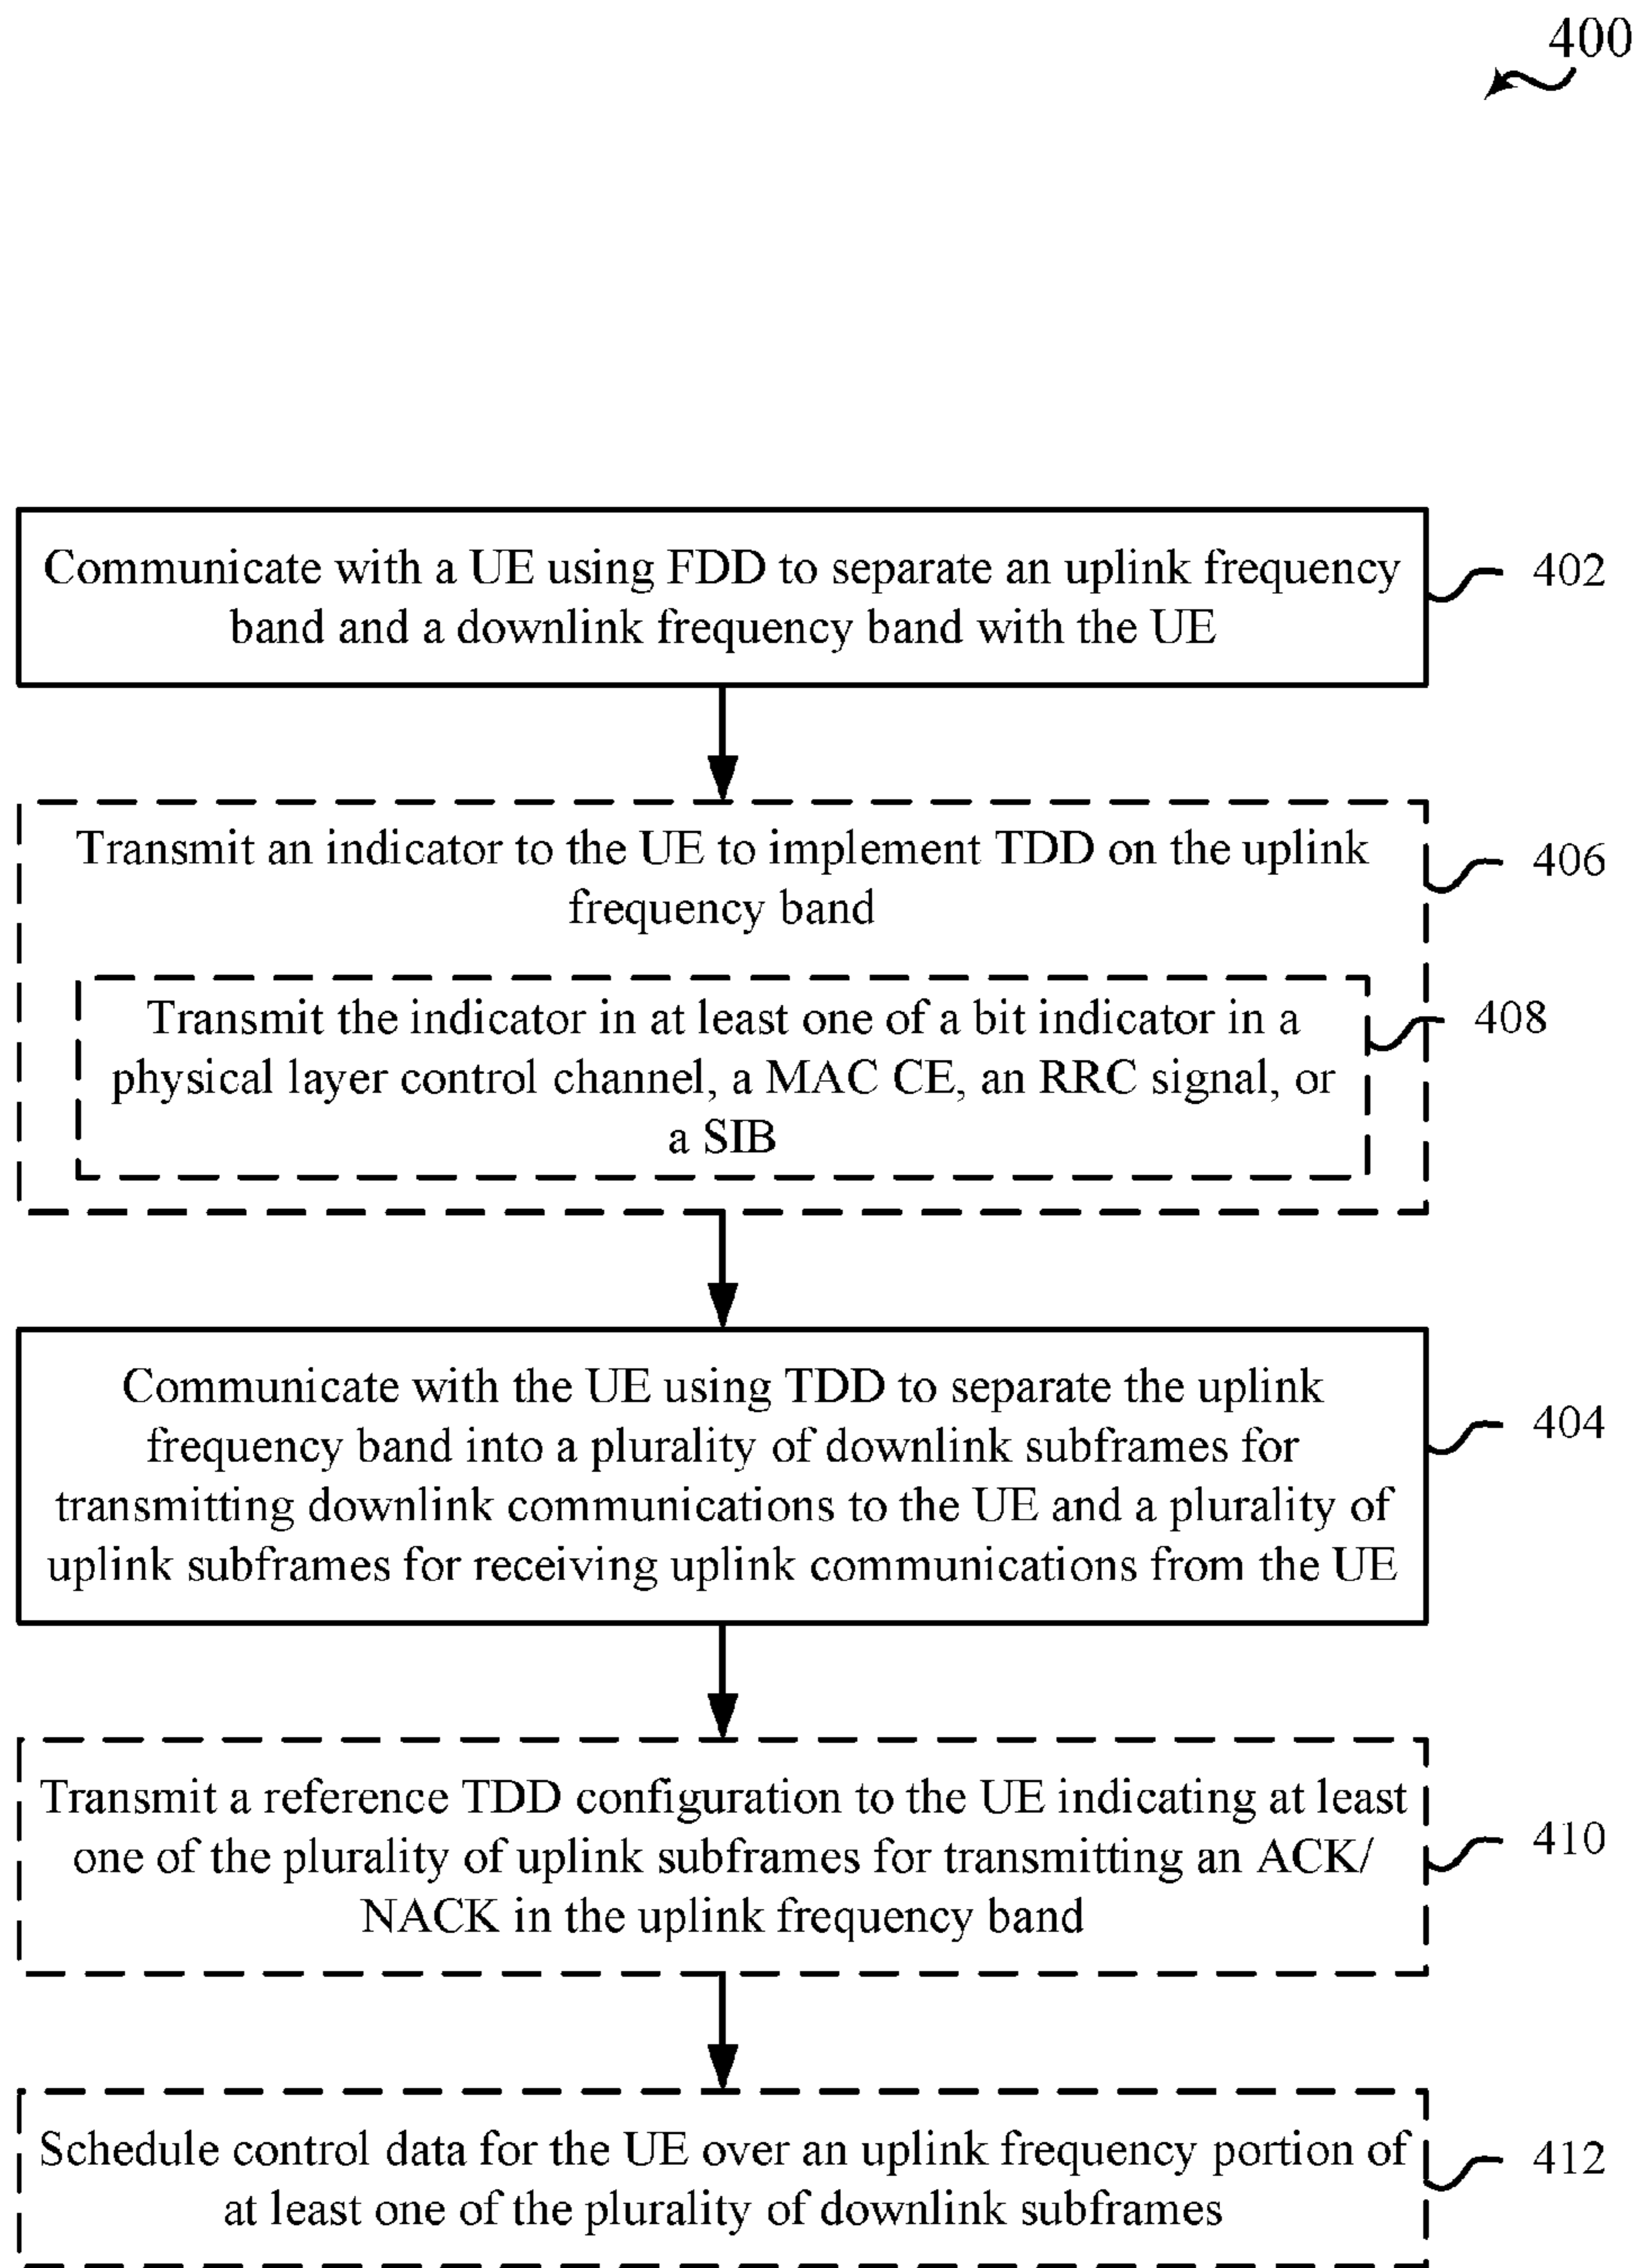 400
Communicate with a UE using FDD to separate an uplink frequency
band and a downlink frequency band with the UE
402
Transmit an indicator to the UE to implement TDD on the uplink
frequency band
406
Transmit the indicator in at least one of a bit indicator in a
physical layer control channel, a MAC CE, an RRC signal, or
a SIB
408
Communicate with the UE using TDD to separate the uplink
frequency band into a plurality of downlink subframes for
transmitting downlink communications to the UE and a plurality of
uplink subframes for receiving uplink communications from the UE
404
Transmit a reference TDD configuration to the UE indicating at least
one of the plurality of uplink subframes for transmitting an ACK/
NACK in the uplink frequency band
410
Schedule control data for the UE over an uplink frequency portion of
at least one of the plurality of downlink subframes
412